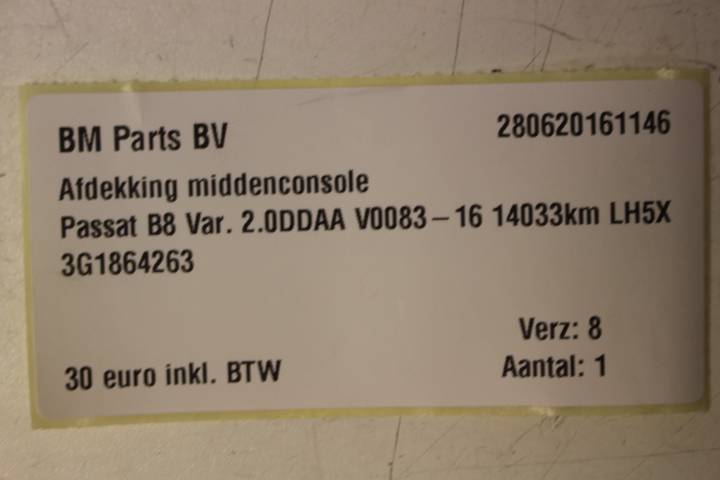 BM Parts BV 280620161146
Afdekking middenconsole
Passat B8 Var. 2.0DDAA V0083-16 14033km LH5X
3G1864263
Verz: 8
30 euro inkl. BTW Aantal: 1